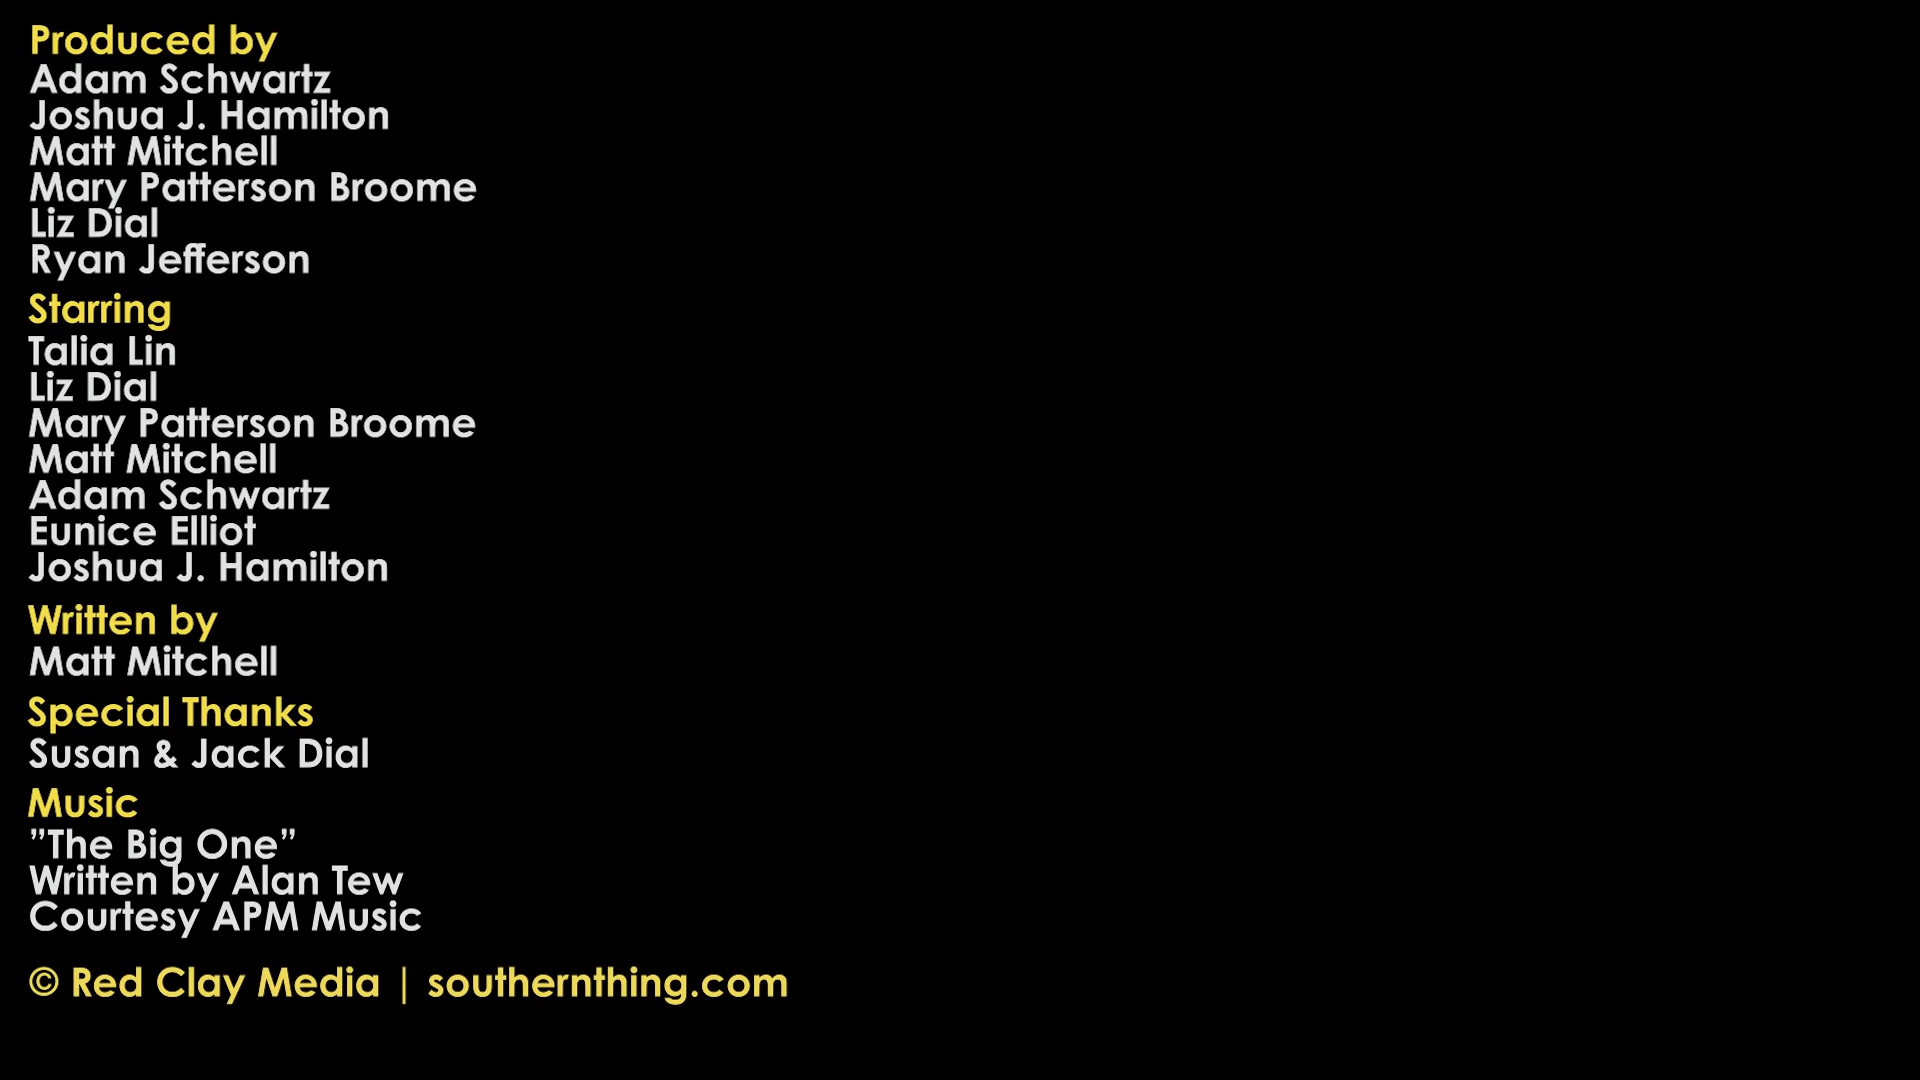 Produced by
Adam Schwartz
Joshua J. Hamilton
Matt Mitchell
Mary Patterson Broome
Liz Dial
Ryan Jefferson
Starring
Talia Lin
Liz Dial
Mary Patterson Broome
Matt Mitchell
Adam Schwartz
Eunice Elliot
Joshua J. Hamilton
Written by
Matt Mitchell
Special Thanks
Susan & Jack Dial
Music
”The Big One”
Written by Alan Tew
Courtesy APM Music
© Red Clay Media | southernthing.com